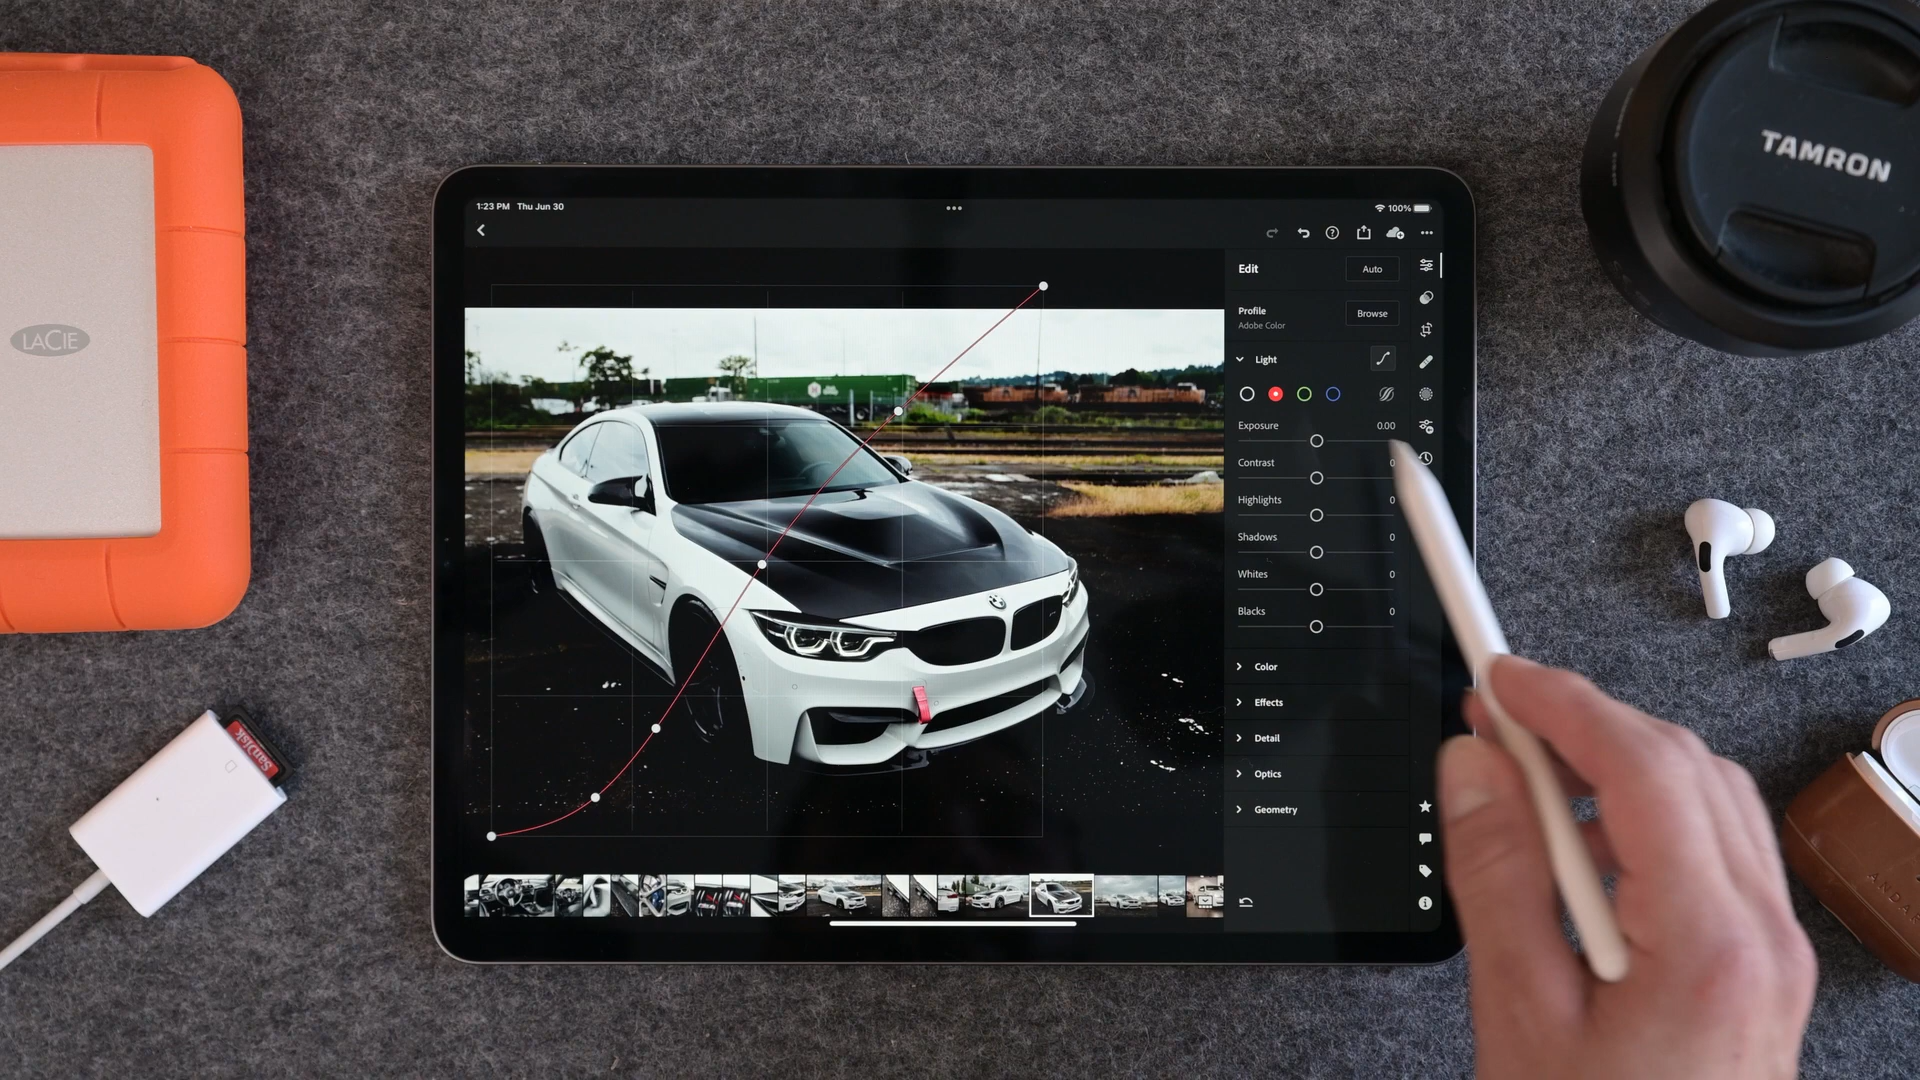 LACIE
SanDisk
TAMRON
1:23 PM Thu Jun 30
100%
Edit
Auto
Profile
Adobe Color
Browse
Light
Exposure 0.00
Contrast 0
Highlights 0
Shadows 0
Whites 0
Blacks 0
Color
Effects
Detail
Optics
Geometry